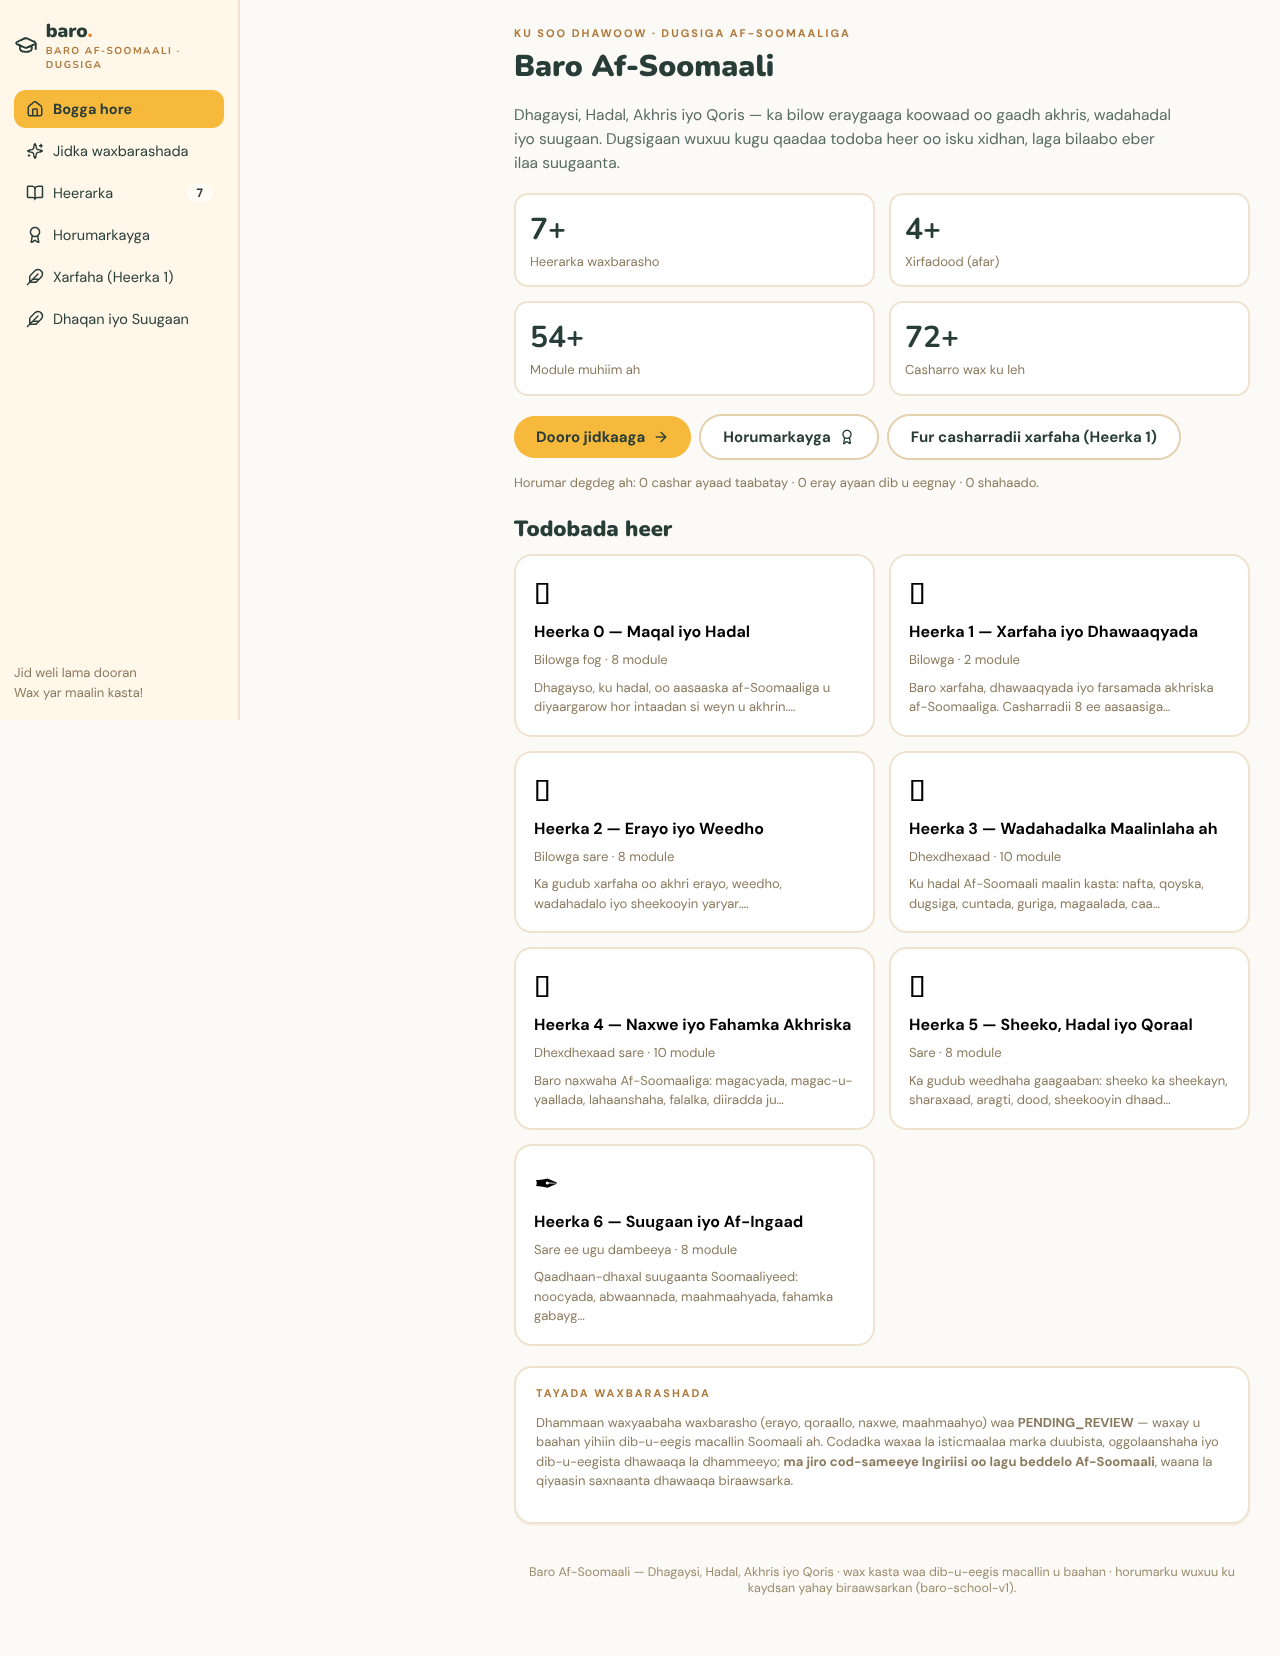 baro.
BARO AF-SOOMAALI ·
DUGSIGA
Bogga hore
Jidka waxbarashada
Heerarka 7
Horumarkayga
Xarfaha (Heerka 1)
Dhaqan iyo Suugaan
Jid weli lama dooran
Wax yar maalin kasta!
KU SOO DHAWOOW · DUGSIGA AF-SOOMAALIGA
Baro Af-Soomaali
Dhagaysi, Hadal, Akhris iyo Qoris — ka bilow eraygaaga koowaad oo gaadh akhris, wadahadal
iyo suugaan. Dugsigaan wuxuu kugu qaadaa todoba heer oo isku xidhan, laga bilaabo eber
ilaa suugaanta.
7+
Heerarka waxbarasho
4+
Xirfadood (afar)
54+
Module muhiim ah
72+
Casharro wax ku leh
Dooro jidkaaga
Horumarkayga
Fur casharradii xarfaha (Heerka 1)
Horumar degdeg ah: 0 cashar ayaad taabatay · 0 eray ayaan dib u eegnay · 0 shahaado.
Todobada heer
Heerka 0 — Maqal iyo Hadal
Bilowga fog · 8 module
Dhagayso, ku hadal, oo aasaaska af-Soomaaliga u
diyaargarow hor intaadan si weyn u akhrin....
Heerka 1 — Xarfaha iyo Dhawaaqyada
Bilowga · 2 module
Baro xarfaha, dhawaaqyada iyo farsamada akhriska
af-Soomaaliga. Casharradii 8 ee aasaasiga...
Heerka 2 — Erayo iyo Weedho
Bilowga sare · 8 module
Ka gudub xarfaha oo akhri erayo, weedho,
wadahadalo iyo sheekooyin yaryar....
Heerka 3 — Wadahadalka Maalinlaha ah
Dhexdhexaad · 10 module
Ku hadal Af-Soomaali maalin kasta: nafta, qoyska,
dugsiga, cuntada, guriga, magaalada, caa...
Heerka 4 — Naxwe iyo Fahamka Akhriska
Dhexdhexaad sare · 10 module
Baro naxwaha Af-Soomaaliga: magacyada, magac-u-
yaallada, lahaanshaha, falalka, diiradda ju...
Heerka 5 — Sheeko, Hadal iyo Qoraal
Sare · 8 module
Ka gudub weedhaha gaagaaban: sheeko ka sheekayn,
sharaxaad, aragti, dood, sheekooyin dhaad...
Heerka 6 — Suugaan iyo Af-Ingaad
Sare ee ugu dambeeya · 8 module
Qaadhaan-dhaxal suugaanta Soomaaliyeed:
noocyada, abwaannada, maahmaahyada, fahamka
gabayg...
TAYADA WAXBARASHADA
Dhammaan waxyaabaha waxbarasho (erayo, qoraallo, naxwe, maahmaahyo) waa PENDING_REVIEW — waxay u
baahan yihiin dib-u-eegis macallin Soomaali ah. Codadka waxaa la isticmaalaa marka duubista, oggolaanshaha iyo
dib-u-eegista dhawaaqa la dhammeeyo; ma jiro cod-sameeye Ingiriisi oo lagu beddelo Af-Soomaali, waana la
qiyaasin saxnaanta dhawaaqa biraawsarka.
Baro Af-Soomaali — Dhagaysi, Hadal, Akhris iyo Qoris · wax kasta waa dib-u-eegis macallin u baahan · horumarku wuxuu ku
kaydsan yahay biraawsarkan (baro-school-v1).